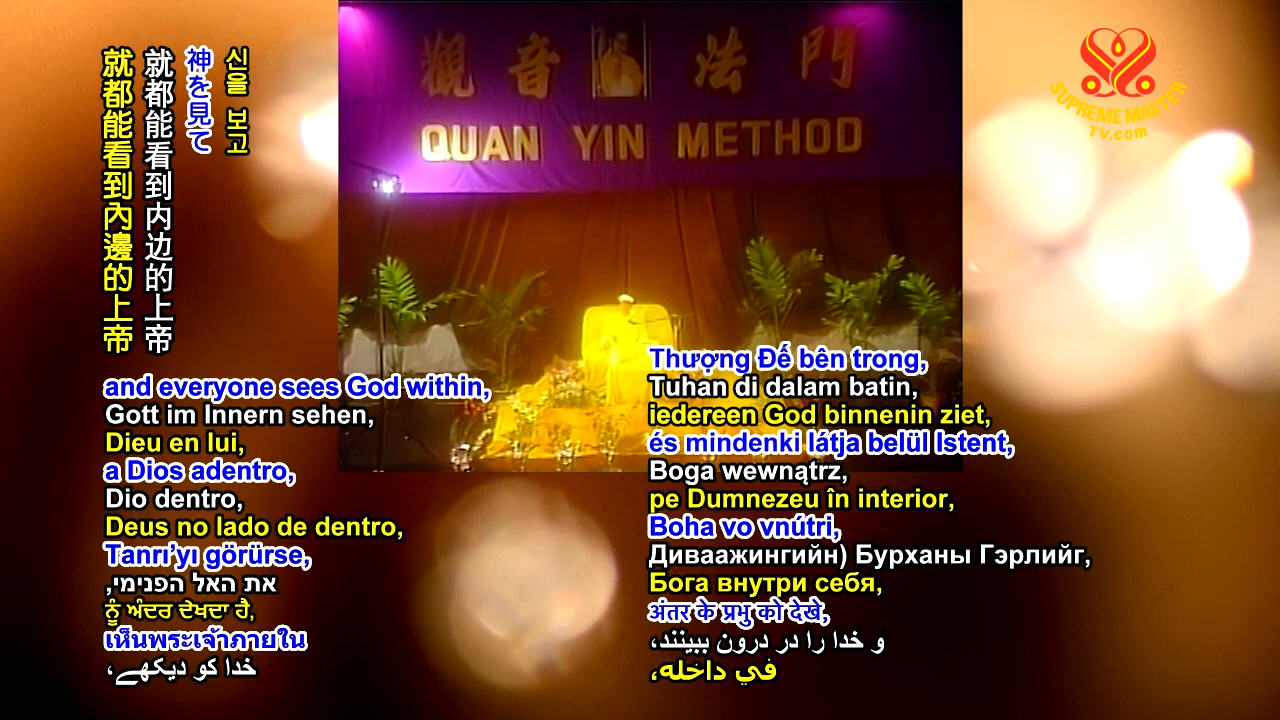 신을 보고
神を見て
就都能看到内边的上帝
就都能看到內邊的上帝
觀音法門
QUAN YIN METHOD
SUPREME MASTER
TV.com
and everyone sees God within,
Gott im Innern sehen,
Dieu en lui,
a Dios adentro,
Dio dentro,
Deus no lado de dentro,
Tanrı’yı görürse,
את האל הפנימי,
ਨੂੰ ਅੰਦਰ ਦੇਖਦਾ ਹੈ,
เห็นพระเจ้าภายใน
خدا کو دیکھے،
Thượng Đế bên trong,
Tuhan di dalam batin,
iedereen God binnenin ziet,
és mindenki látja belül Istent,
Boga wewnątrz,
pe Dumnezeu în interior,
Boha vo vnútri,
Диваажингийн) Бурханы Гэрлийг,
Бога внутри себя,
अंतर के प्रभु को देखे,
و خدا را در درون ببینند،
في داخله،